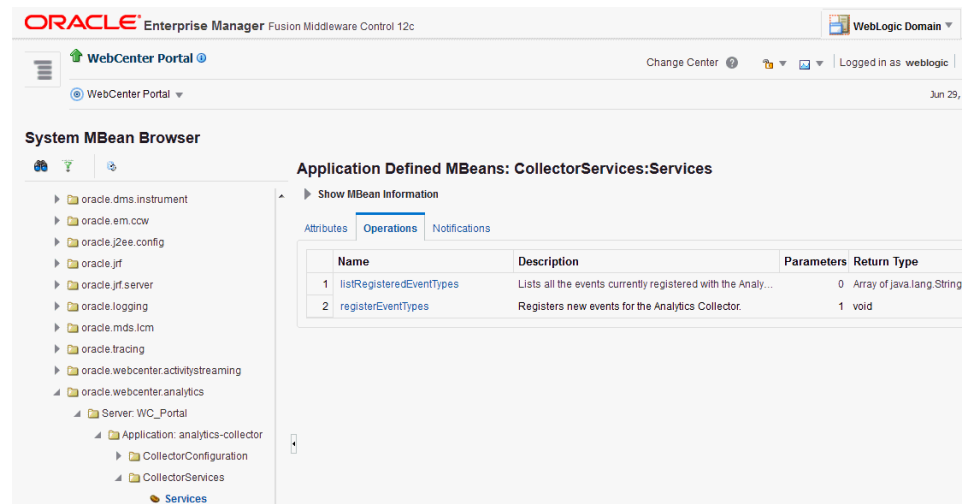 ORACLE® Enterprise Manager Fusion Middleware Control 12c
WebLogic Domain
WebCenter Portal
Change Center
Logged in as weblogic
WebCenter Portal
Jun 29,
System MBean Browser
oracle.dms.instrument
oracle.em.ccw
oracle.j2ee.config
oracle.jrf
oracle.jrf.server
oracle.logging
oracle.mds.lcm
oracle.tracing
oracle.webcenter.activitystreaming
oracle.webcenter.analytics
Server: WC_Portal
Application: analytics-collector
CollectorConfiguration
CollectorServices
Services
Application Defined MBeans: CollectorServices:Services
Show MBean Information
Attributes Operations Notifications
Name Description Parameters Return Type
1 listRegisteredEventTypes Lists all the events currently registered with the Analy... 0 Array of java.lang.String
2 registerEventTypes Registers new events for the Analytics Collector. 1 void